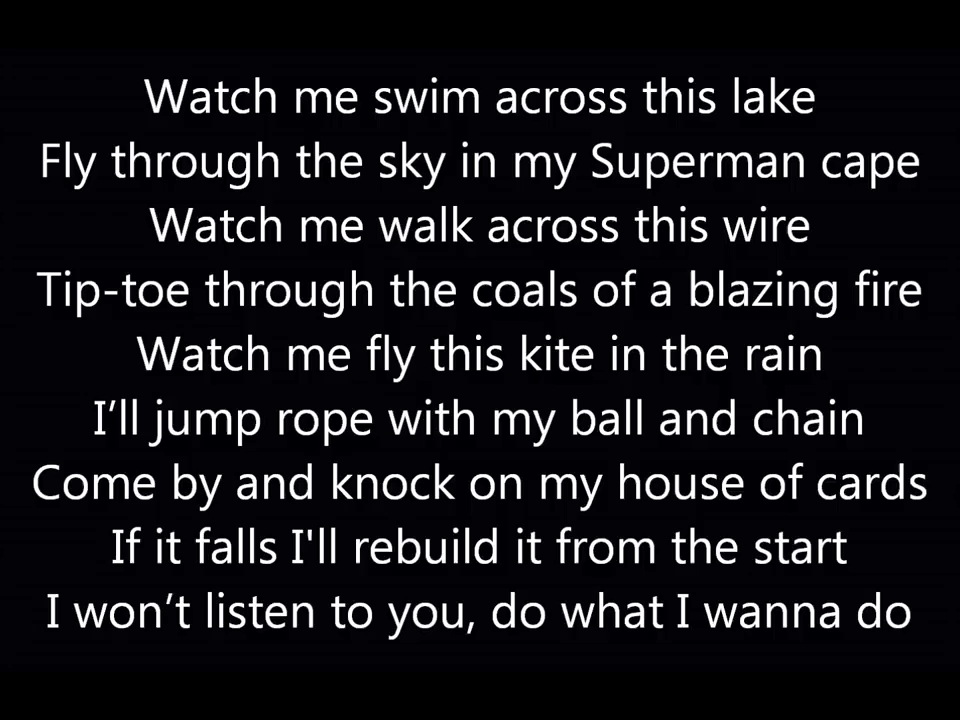 Watch me swim across this lake
Fly through the sky in my Superman cape
Watch me walk across this wire
Tip-toe through the coals of a blazing fire
Watch me fly this kite in the rain
I’ll jump rope with my ball and chain
Come by and knock on my house of cards
If it falls I'll rebuild it from the start
I won’t listen to you, do what I wanna do